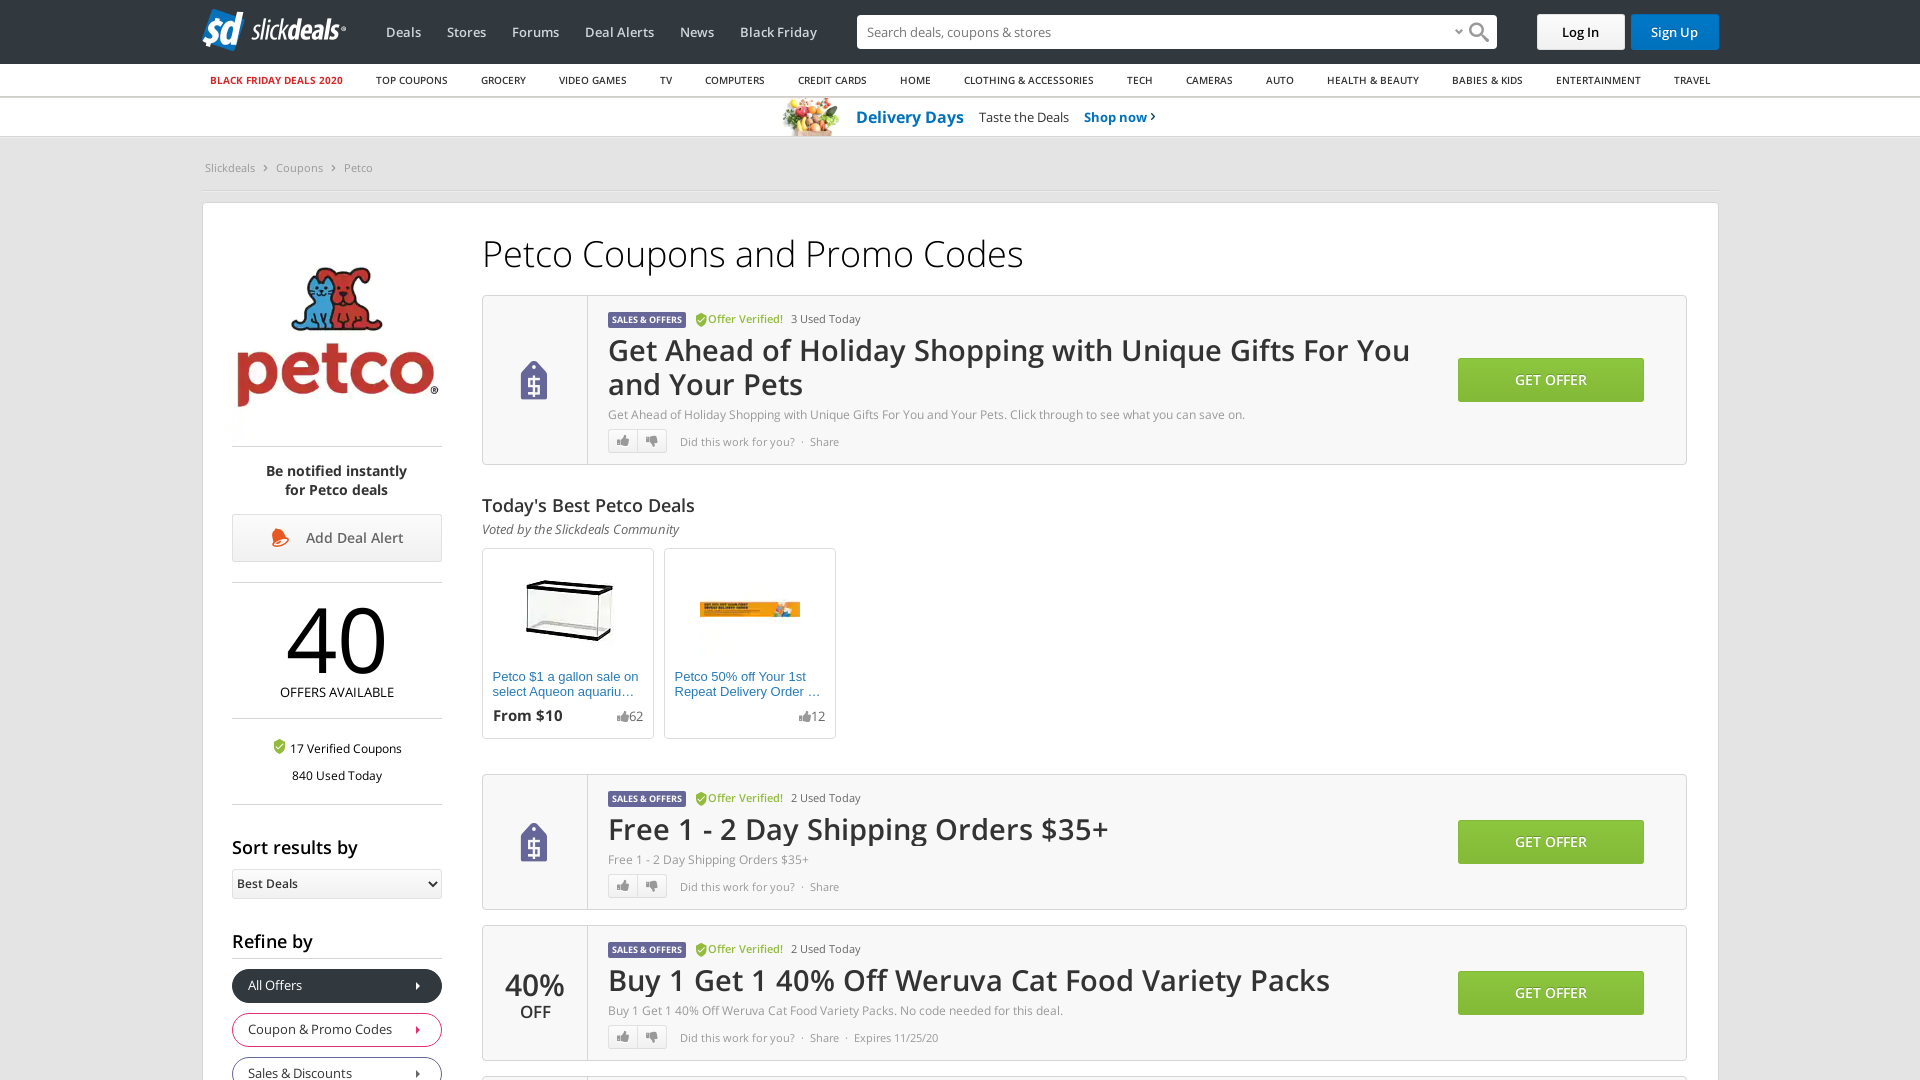 slickdeals
Deals
Stores
Forums
Deal Alerts
News
Black Friday
Search deals, coupons & stores
Log In
Sign Up
BLACK FRIDAY DEALS 2020
TOP COUPONS
GROCERY
VIDEO GAMES
TV
COMPUTERS
CREDIT CARDS
HOME
CLOTHING & ACCESSORIES
TECH
CAMERAS
AUTO
HEALTH & BEAUTY
BABIES & KIDS
ENTERTAINMENT
TRAVEL
Delivery Days Taste the Deals Shop now
Slickdeals > Coupons > Petco
petco®
Be notified instantly
for Petco deals
Add Deal Alert
40
OFFERS AVAILABLE
17 Verified Coupons
840 Used Today
Sort results by
Best Deals
Refine by
All Offers
Coupon & Promo Codes
Sales & Discounts
Petco Coupons and Promo Codes
SALES & OFFERS Offer Verified! 3 Used Today
Get Ahead of Holiday Shopping with Unique Gifts For You
and Your Pets
Get Ahead of Holiday Shopping with Unique Gifts For You and Your Pets. Click through to see what you can save on.
Did this work for you? · Share
GET OFFER
Today's Best Petco Deals
Voted by the Slickdeals Community
Petco $1 a gallon sale on
select Aqueon aquariu…
From $10
62
Petco 50% off Your 1st
Repeat Delivery Order …
12
SALES & OFFERS Offer Verified! 2 Used Today
Free 1 - 2 Day Shipping Orders $35+
Free 1 - 2 Day Shipping Orders $35+
Did this work for you? · Share
GET OFFER
40%
OFF
SALES & OFFERS Offer Verified! 2 Used Today
Buy 1 Get 1 40% Off Weruva Cat Food Variety Packs
Buy 1 Get 1 40% Off Weruva Cat Food Variety Packs. No code needed for this deal.
Did this work for you? · Share · Expires 11/25/20
GET OFFER